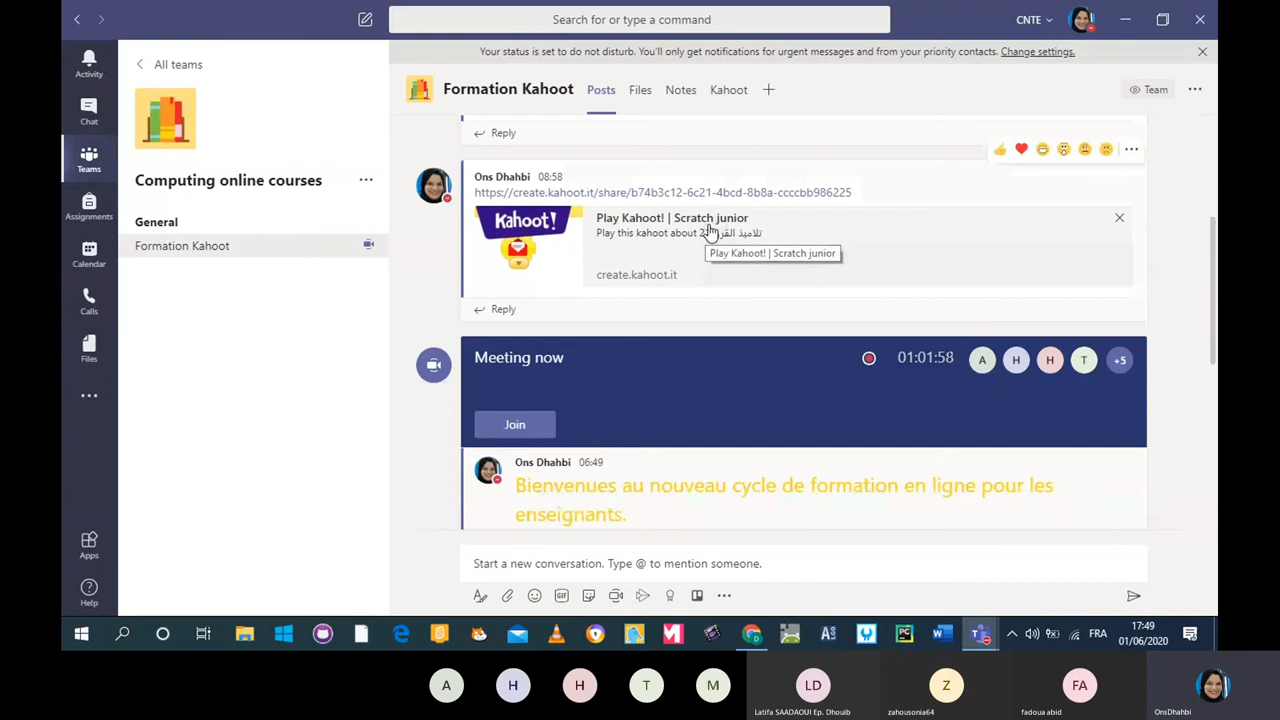 Search for or type a command
CNTE
Your status is set to do not disturb. You'll only get notifications for urgent messages and from your priority contacts. Change settings.
Activity
Chat
Teams
Assignments
Calendar
Calls
Files
Apps
Help
All teams
Computing online courses
General
Formation Kahoot
Formation Kahoot
Posts
Files
Notes
Kahoot
Team
Reply
Ons Dhahbi 08:58
https://create.kahoot.it/share/b74b3c12-6c21-4bcd-8b8a-ccccbb986225
Kahoot!
Play Kahoot! | Scratch junior
Play this kahoot about 2 تلاميذ
Play Kahoot! | Scratch junior
create.kahoot.it
Reply
Meeting now
01:01:58
A
H
H
T
+5
Join
Ons Dhahbi 06:49
Bienvenues au nouveau cycle de formation en ligne pour les
enseignants.
Start a new conversation. Type @ to mention someone.
GIF
FRA
17:49
01/06/2020
A
H
H
T
M
LD
Latifa SAADAOUI Ep. Dhouib
Z
zahousonia64
FA
fadoua abid
OnsDhahbi